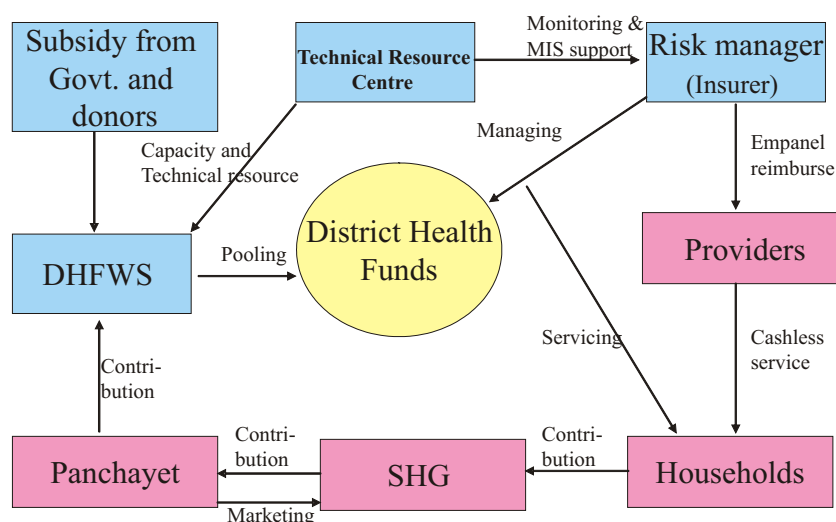 Subsidy from
Govt. and
donors
Technical Resource
Centre
Monitoring &
MIS support
Risk manager
(Insurer)
Managing
Empanel
reimburse
Capacity and
Technical resource
District Health
Funds
Providers
DHFWS
Pooling
Servicing
Cashless
service
Contri-
bution
Panchayet
Contri-
bution
Marketing
SHG
Contri-
bution
Households